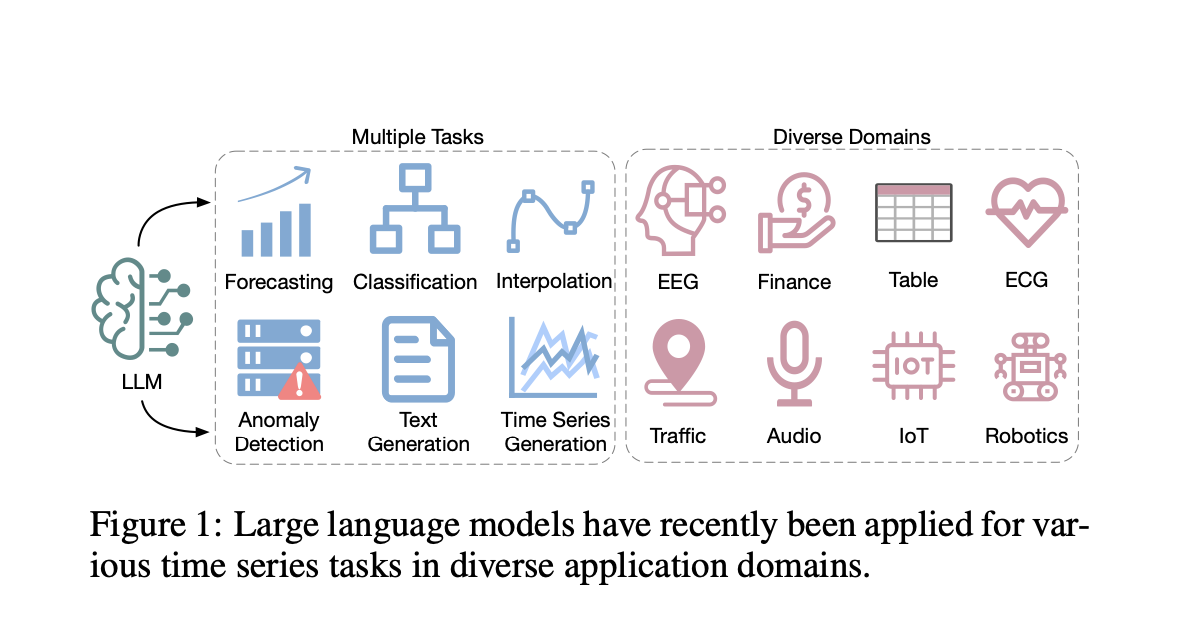 Multiple Tasks
Diverse Domains
Forecasting
Classification
Interpolation
EEG
Finance
Table
ECG
LLM
Anomaly
Detection
Text
Generation
Time Series
Generation
Traffic
Audio
IOT
IoT
Robotics
Figure 1: Large language models have recently been applied for var-
ious time series tasks in diverse application domains.